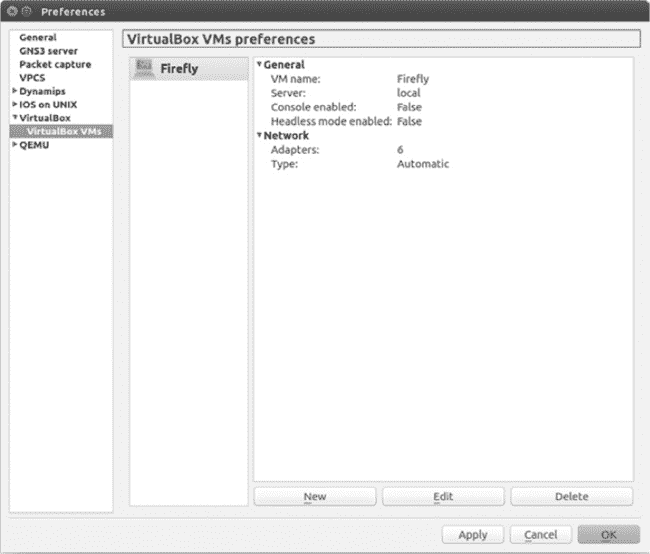 Preferences
General
GNS3 server
Packet capture
VPCS
Dynamips
IOS on UNIX
VirtualBox
VirtualBox VMs
QEMU
VirtualBox VMs preferences
Firefly
General
VM name: Firefly
Server: local
Console enabled: False
Headless mode enabled: False
Network
Adapters: 6
Type: Automatic
New
Edit
Delete
Apply
Cancel
OK